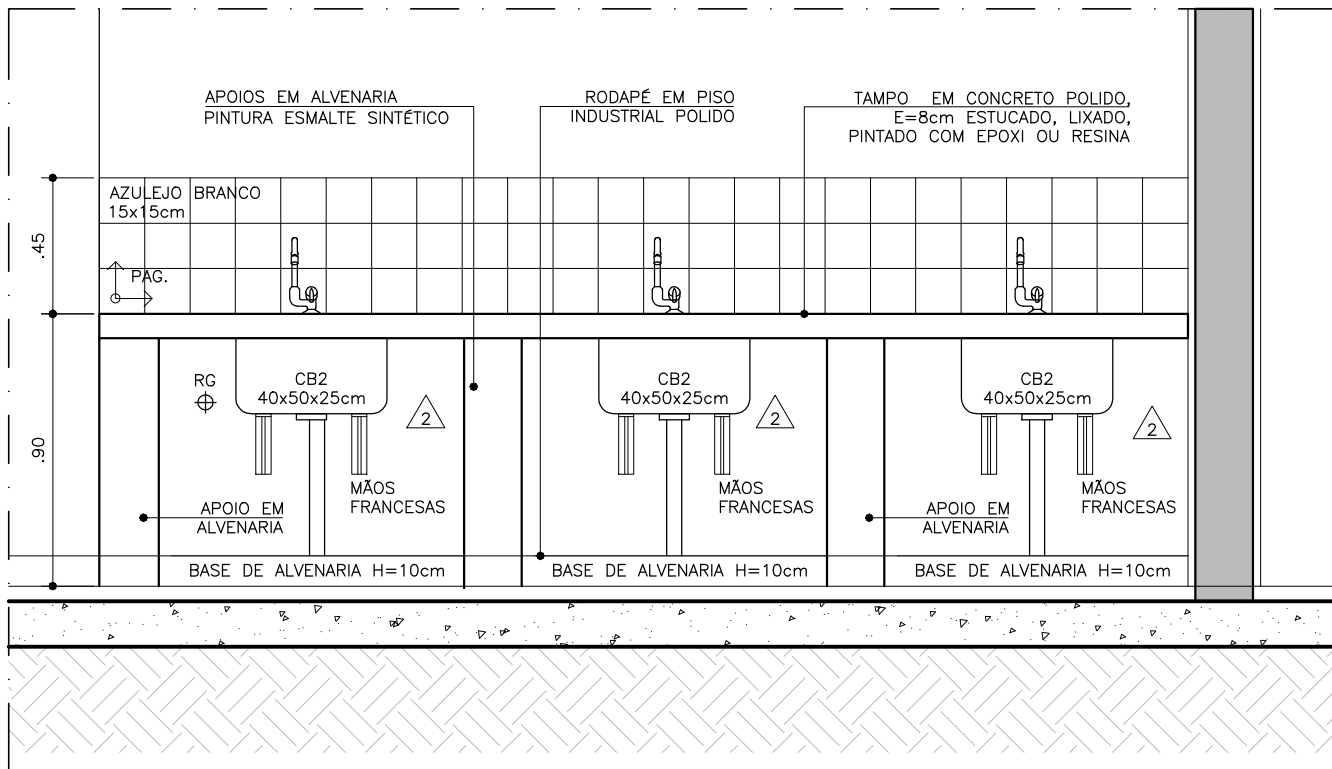 APOIOS EM ALVENARIA
PINTURA ESMALTE SINTÉTICO
RODAPÉ EM PISO
INDUSTRIAL POLIDO
TAMPO EM CONCRETO POLIDO,
E=8cm ESTUCADO, LIXADO,
PINTADO COM EPOXI OU RESINA
AZULEJO BRANCO
15x15cm
.45
PAG.
.90
RG
CB2
40x50x25cm
2
MÃOS
FRANCESAS
APOIO EM
ALVENARIA
BASE DE ALVENARIA H=10cm
CB2
40x50x25cm
2
MÃOS
FRANCESAS
BASE DE ALVENARIA H=10cm
APOIO EM
ALVENARIA
CB2
40x50x25cm
2
MÃOS
FRANCESAS
BASE DE ALVENARIA H=10cm